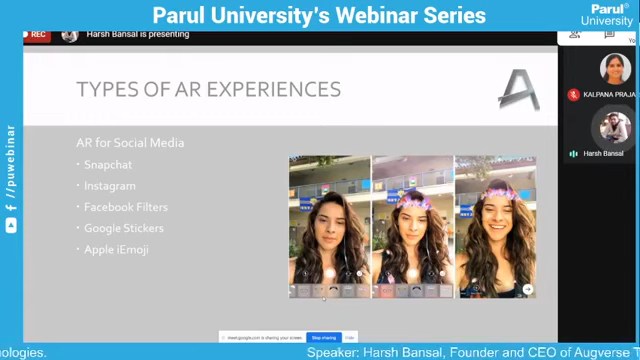 Parul University's Webinar Series
Parul®
University
REC
Harsh Bansal is presenting
TYPES OF AR EXPERIENCES
KALPANA PRAJA
Harsh Bansal
AR for Social Media
• Snapchat
• Instagram
• Facebook Filters
• Google Stickers
• Apple iEmoji
/puwebinar
meet.google.com is sharing your screen.
Stop sharing
Hide
nologies.
Speaker: Harsh Bansal, Founder and CEO of Augverse T